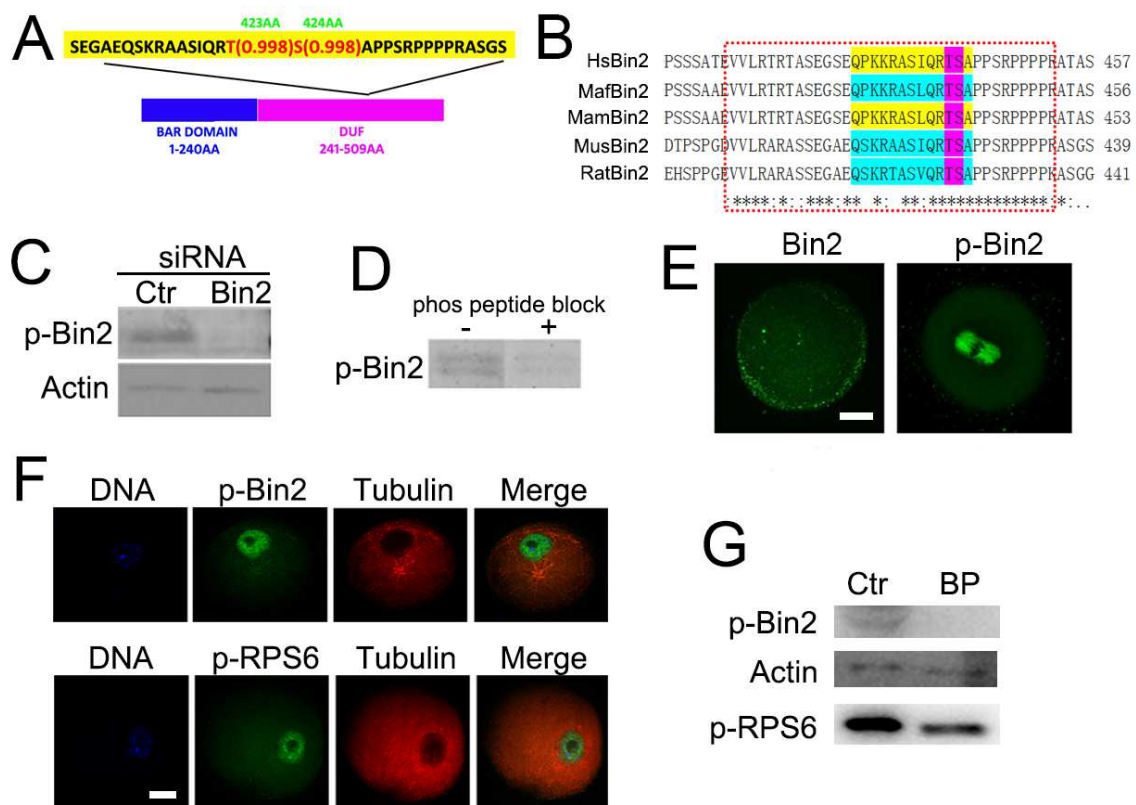 A
423AA 424AA
SEGAEQSKRAASIQRT(0.998)S(0.998)APPSRPPPPRASGS
BAR DOMAIN
1-240AA
DUF
241-509AA
B
HsBin2 PSSSATEVVLRTRTASEGSEQPKKRASIQRTSAPPSRPPPPRATAS 457
MafBin2 PSSSAAEVVLRTRTASEGSEQPKKRASLQRTSAPPSRPPPPRATAS 456
MamBin2 PSSSAAEVVLRTRTASEGSEQPKKRASLQRTSAPPSRPPPPRATAS 453
MusBin2 DTPSPGDVVLRARASSEGAEQSKRAASIQRTSAPPSRPPPPRASGS 439
RatBin2 EHSPPGEVVLRARASSEGAEQSKRTASVQRTSAPPSRPPPPKASGG 441
:****:*::***:** *: **:*************:*:..
C
siRNA
Ctr Bin2
p-Bin2
Actin
D
phos peptide block
- +
p-Bin2
E
Bin2 p-Bin2
F
DNA p-Bin2 Tubulin Merge
DNA p-RPS6 Tubulin Merge
G
Ctr BP
p-Bin2
Actin
p-RPS6